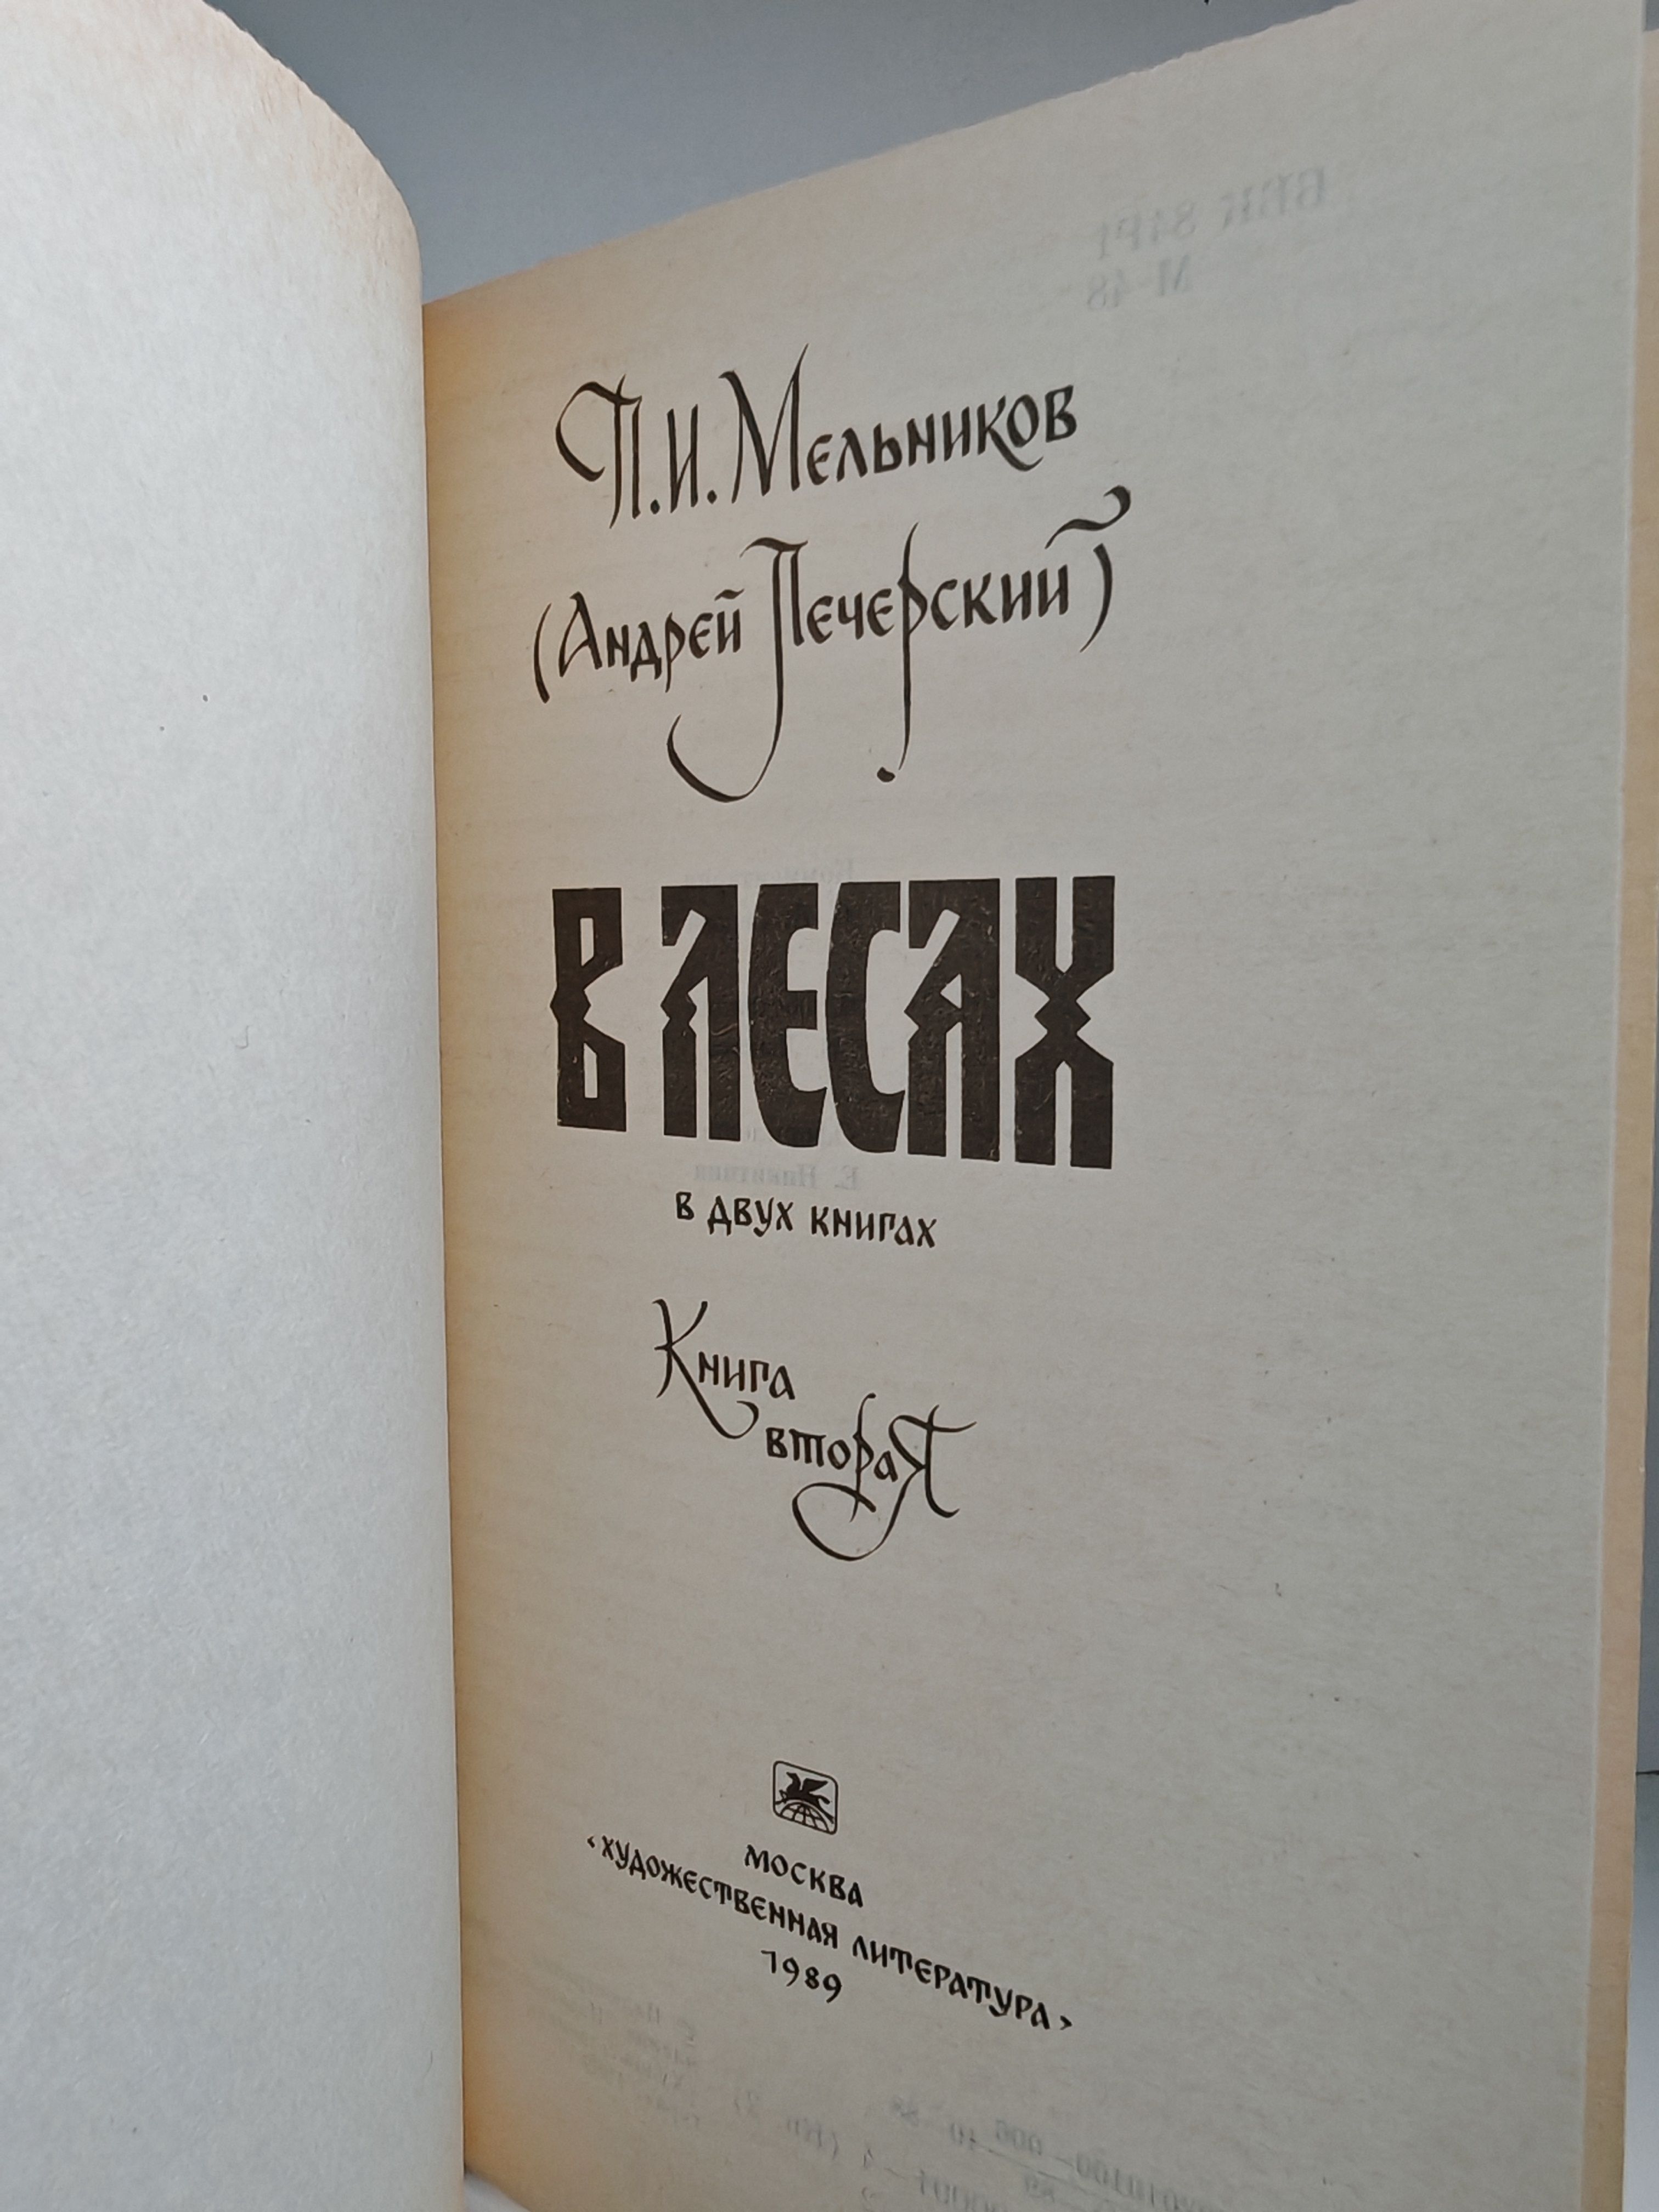 П.И. Мельников
(Андрей Печерский)
В ЛЕСАХ
В ДВУХ КНИГАХ
Книга
вторая
МОСКВА
‹ХУДОЖЕСТВЕННАЯ ЛИТЕРАТУРА›
1989